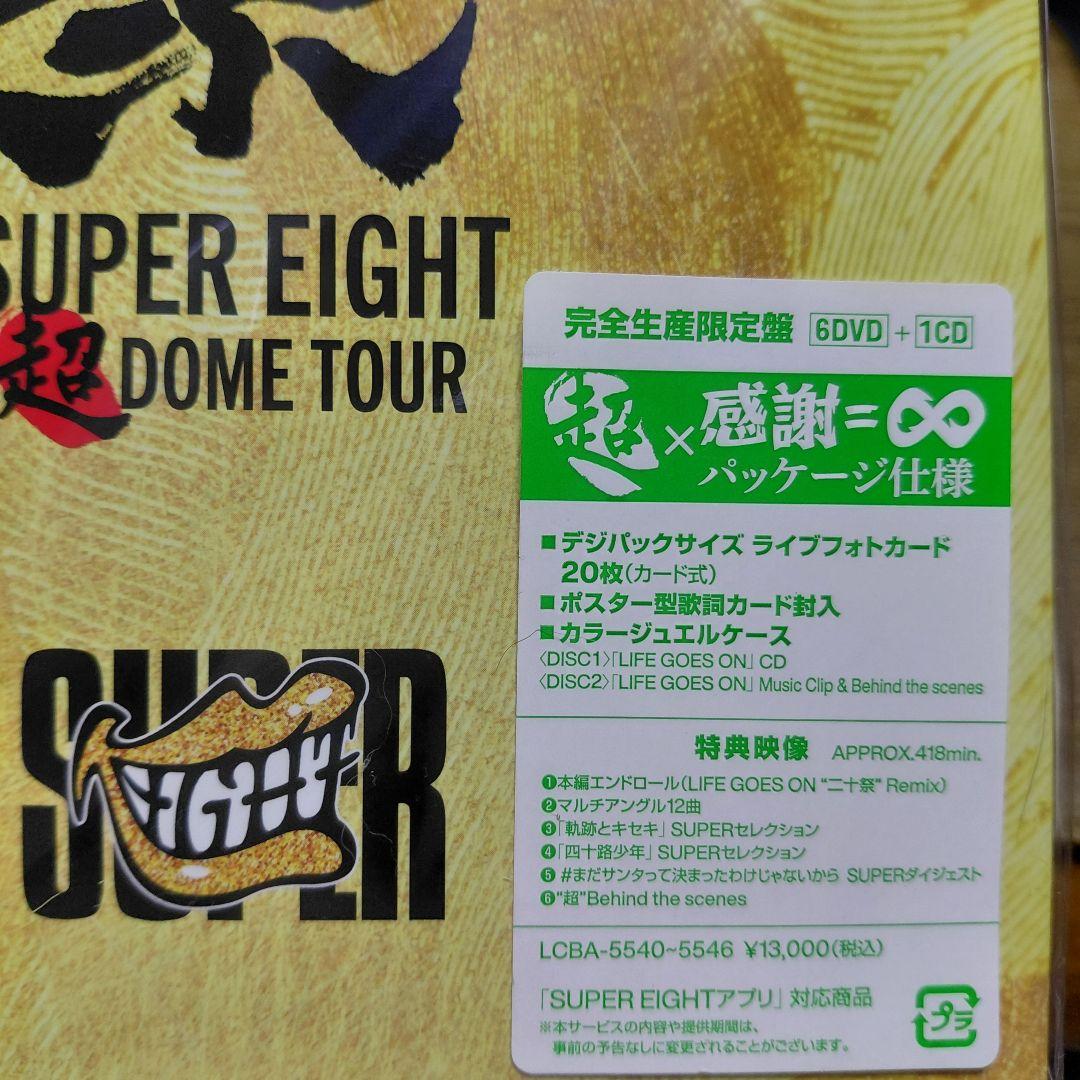 祭
SUPER EIGHT
超 DOME TOUR
SUPER
EIGHT
完全生産限定盤 6DVD + 1CD
超×感謝=∞
パッケージ仕様
■デジパックサイズ ライブフォトカード
20枚(カード式)
■ポスター型歌詞カード封入
■カラージュエルケース
〈DISC1〉「LIFE GOES ON」CD
〈DISC2〉「LIFE GOES ON」Music Clip & Behind the scenes
特典映像 APPROX.418min.
❶本編エンドロール(LIFE GOES ON "二十祭" Remix)
❷マルチアングル12曲
❸「軌跡とキセキ」SUPERセレクション
❹「四十路少年」SUPERセレクション
❺#まだサンタって決まったわけじゃないから SUPERダイジェスト
❻"超"Behind the scenes
LCBA-5540~5546 ¥13,000(税込)
「SUPER EIGHTアプリ」対応商品
※本サービスの内容や提供期間は、
事前の予告なしに変更されることがございます。
プラ